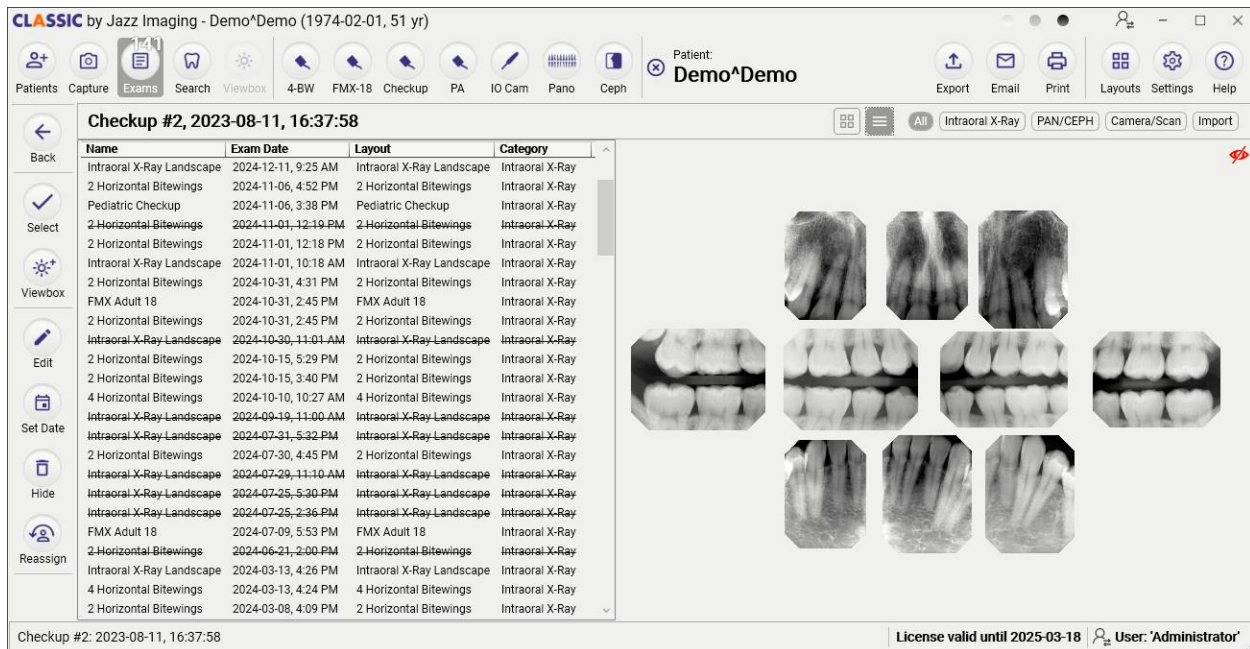 CLASSIC by Jazz Imaging - Demo^Demo (1974-02-01, 51 yr)
141
Patients Capture Exams Search Viewbox 4-BW FMX-18 Checkup PA IO Cam Pano Ceph
Patient:
Demo^Demo
Export Email Print Layouts Settings Help
Back
Select
Viewbox
Edit
Set Date
Hide
Reassign
Checkup #2, 2023-08-11, 16:37:58
All Intraoral X-Ray PAN/CEPH Camera/Scan Import
Name Exam Date Layout Category
Intraoral X-Ray Landscape 2024-12-11, 9:25 AM Intraoral X-Ray Landscape Intraoral X-Ray
2 Horizontal Bitewings 2024-11-06, 4:52 PM 2 Horizontal Bitewings Intraoral X-Ray
Pediatric Checkup 2024-11-06, 3:38 PM Pediatric Checkup Intraoral X-Ray
2 Horizontal Bitewings 2024-11-01, 12:19 PM 2 Horizontal Bitewings Intraoral X-Ray
2 Horizontal Bitewings 2024-11-01, 12:18 PM 2 Horizontal Bitewings Intraoral X-Ray
Intraoral X-Ray Landscape 2024-11-01, 10:18 AM Intraoral X-Ray Landscape Intraoral X-Ray
2 Horizontal Bitewings 2024-10-31, 4:31 PM 2 Horizontal Bitewings Intraoral X-Ray
FMX Adult 18 2024-10-31, 2:45 PM FMX Adult 18 Intraoral X-Ray
2 Horizontal Bitewings 2024-10-31, 2:45 PM 2 Horizontal Bitewings Intraoral X-Ray
Intraoral X-Ray Landscape 2024-10-30, 11:01 AM Intraoral X-Ray Landscape Intraoral X-Ray
2 Horizontal Bitewings 2024-10-15, 5:29 PM 2 Horizontal Bitewings Intraoral X-Ray
2 Horizontal Bitewings 2024-10-15, 3:40 PM 2 Horizontal Bitewings Intraoral X-Ray
4 Horizontal Bitewings 2024-10-10, 10:27 AM 4 Horizontal Bitewings Intraoral X-Ray
Intraoral X-Ray Landscape 2024-09-19, 11:00 AM Intraoral X-Ray Landscape Intraoral X-Ray
Intraoral X-Ray Landscape 2024-07-31, 5:32 PM Intraoral X-Ray Landscape Intraoral X-Ray
2 Horizontal Bitewings 2024-07-30, 4:45 PM 2 Horizontal Bitewings Intraoral X-Ray
Intraoral X-Ray Landscape 2024-07-29, 11:10 AM Intraoral X-Ray Landscape Intraoral X-Ray
Intraoral X-Ray Landscape 2024-07-25, 5:30 PM Intraoral X-Ray Landscape Intraoral X-Ray
Intraoral X-Ray Landscape 2024-07-25, 2:36 PM Intraoral X-Ray Landscape Intraoral X-Ray
FMX Adult 18 2024-07-09, 5:53 PM FMX Adult 18 Intraoral X-Ray
2 Horizontal Bitewings 2024-06-21, 2:00 PM 2 Horizontal Bitewings Intraoral X-Ray
Intraoral X-Ray Landscape 2024-03-13, 4:26 PM Intraoral X-Ray Landscape Intraoral X-Ray
4 Horizontal Bitewings 2024-03-13, 4:24 PM 4 Horizontal Bitewings Intraoral X-Ray
2 Horizontal Bitewings 2024-03-08, 4:09 PM 2 Horizontal Bitewings Intraoral X-Ray
Checkup #2: 2023-08-11, 16:37:58
License valid until 2025-03-18 User: 'Administrator'